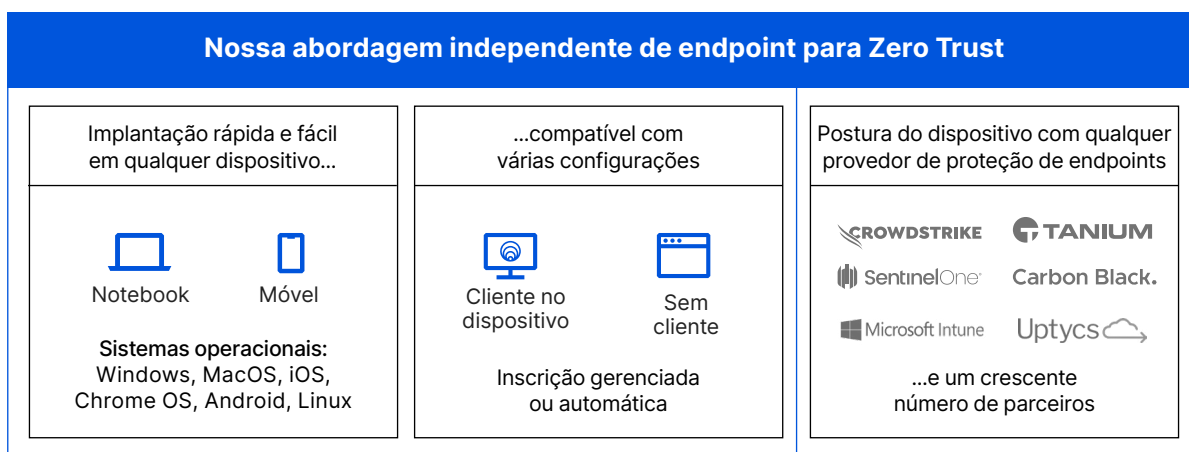 Nossa abordagem independente de endpoint para Zero Trust
Implantação rápida e fácil
em qualquer dispositivo...
Notebook
Móvel
Sistemas operacionais:
Windows, MacOS, iOS,
Chrome OS, Android, Linux
...compatível com
várias configurações
Cliente no
dispositivo
Sem
cliente
Inscrição gerenciada
ou automática
Postura do dispositivo com qualquer
provedor de proteção de endpoints
CROWDSTRIKE
TANIUM
SentinelOne
Carbon Black.
Microsoft Intune
Uptycs
...e um crescente
número de parceiros